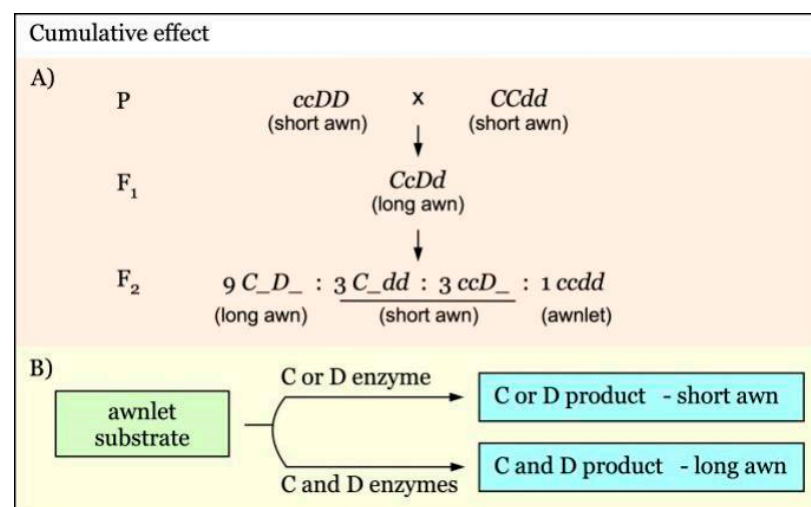 Cumulative effect
A)
P ccDD x CCdd
(short awn) (short awn)
F1 CcDd
(long awn)
F2 9 C_D_ : 3 C_dd : 3 ccD_ : 1 ccdd
(long awn) (short awn) (awnlet)
B)
C or D enzyme
awnlet
substrate
C or D product - short awn
C and D product - long awn
C and D enzymes